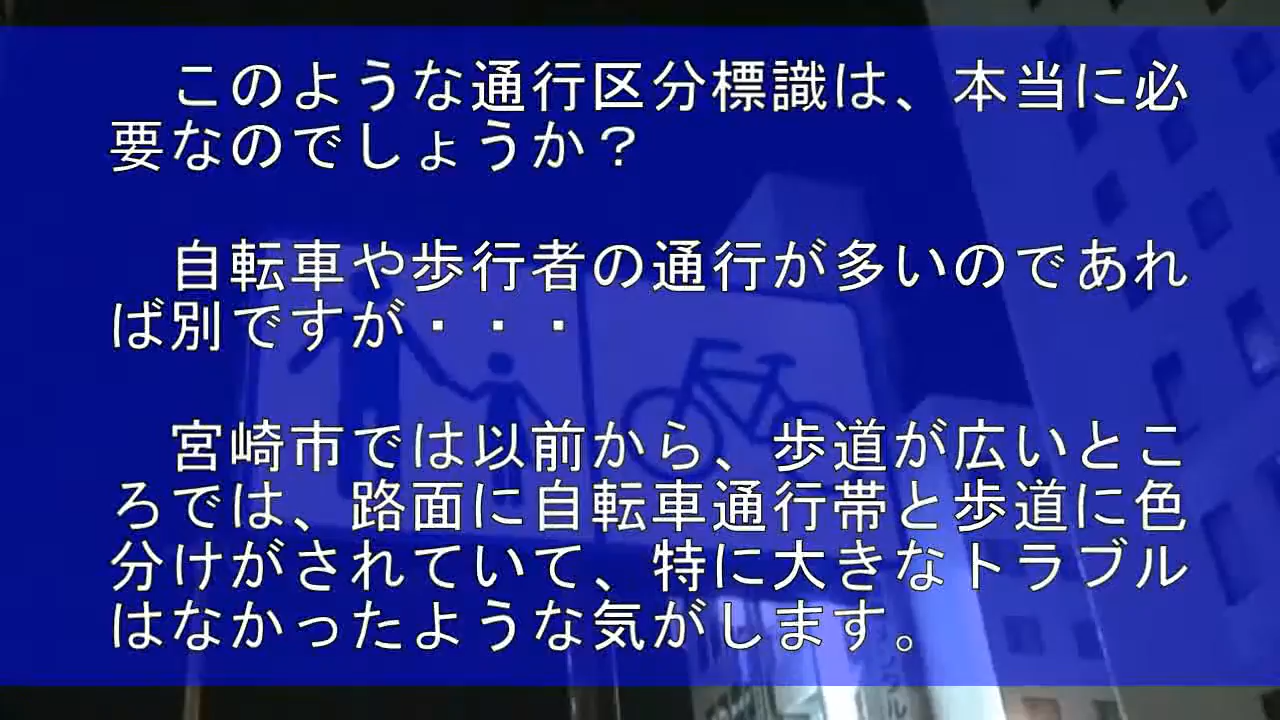 このような通行区分標識は、本当に必
要なのでしょうか？
自転車や歩行者の通行が多いのであれ
ば別ですが・・・
宮崎市では以前から、歩道が広いとこ
ろでは、路面に自転車通行帯と歩道に色
分けがされていて、特に大きなトラブル
はなかったような気がします。